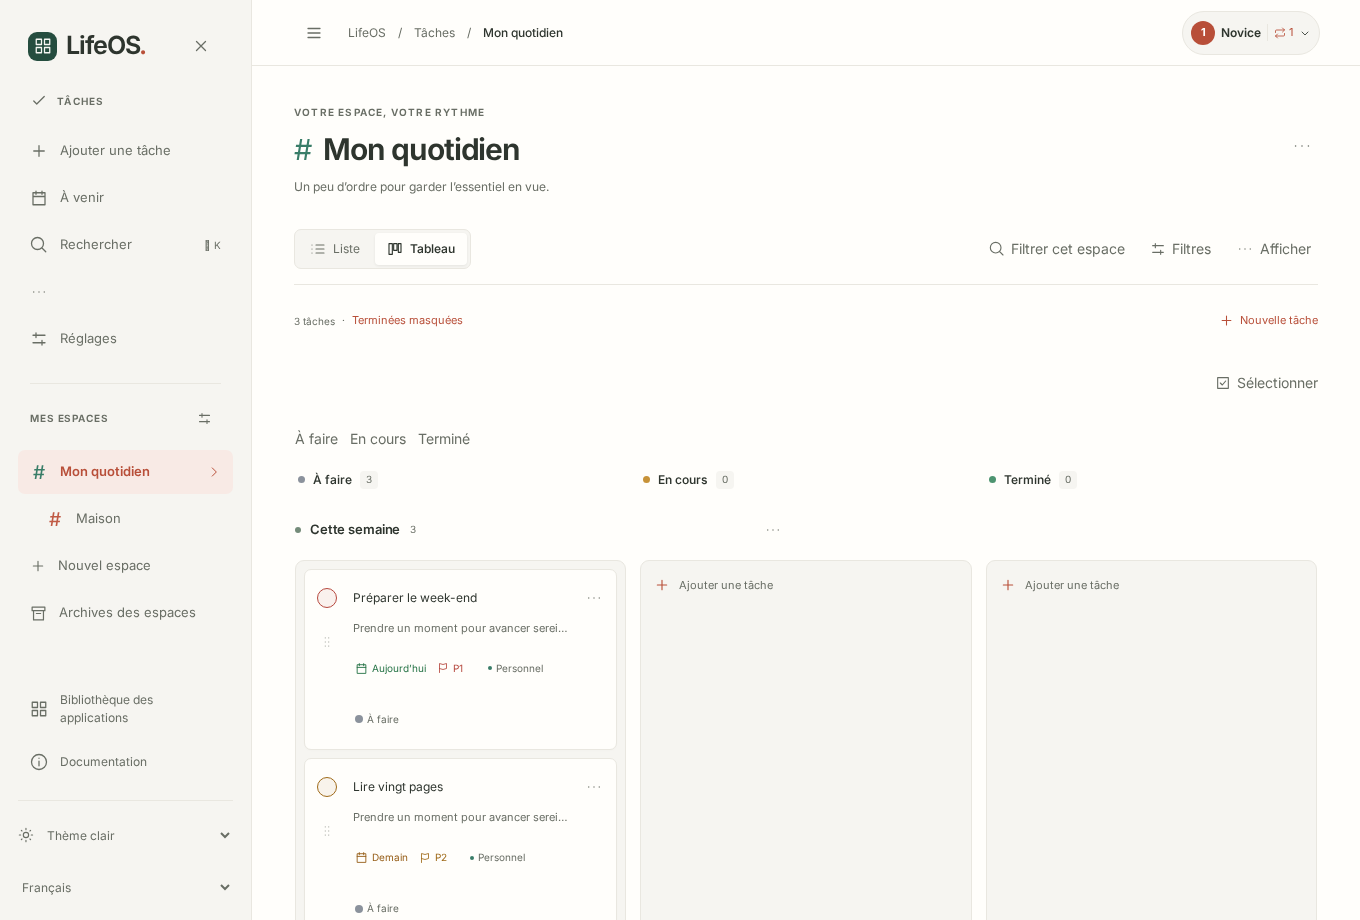 LifeOS.
TÂCHES
Ajouter une tâche
À venir
Rechercher
K
Réglages
MES ESPACES
# Mon quotidien
# Maison
Nouvel espace
Archives des espaces
Bibliothèque des
applications
Documentation
Thème clair
Français
LifeOS / Tâches / Mon quotidien
1 Novice 1
VOTRE ESPACE, VOTRE RYTHME
# Mon quotidien
Un peu d’ordre pour garder l’essentiel en vue.
Liste Tableau
Filtrer cet espace Filtres Afficher
3 tâches · Terminées masquées
Nouvelle tâche
Sélectionner
À faire En cours Terminé
À faire 3
En cours 0
Terminé 0
Cette semaine 3
Préparer le week-end
Prendre un moment pour avancer serei...
Aujourd’hui P1 Personnel
À faire
Lire vingt pages
Prendre un moment pour avancer serei...
Demain P2 Personnel
À faire
Ajouter une tâche
Ajouter une tâche